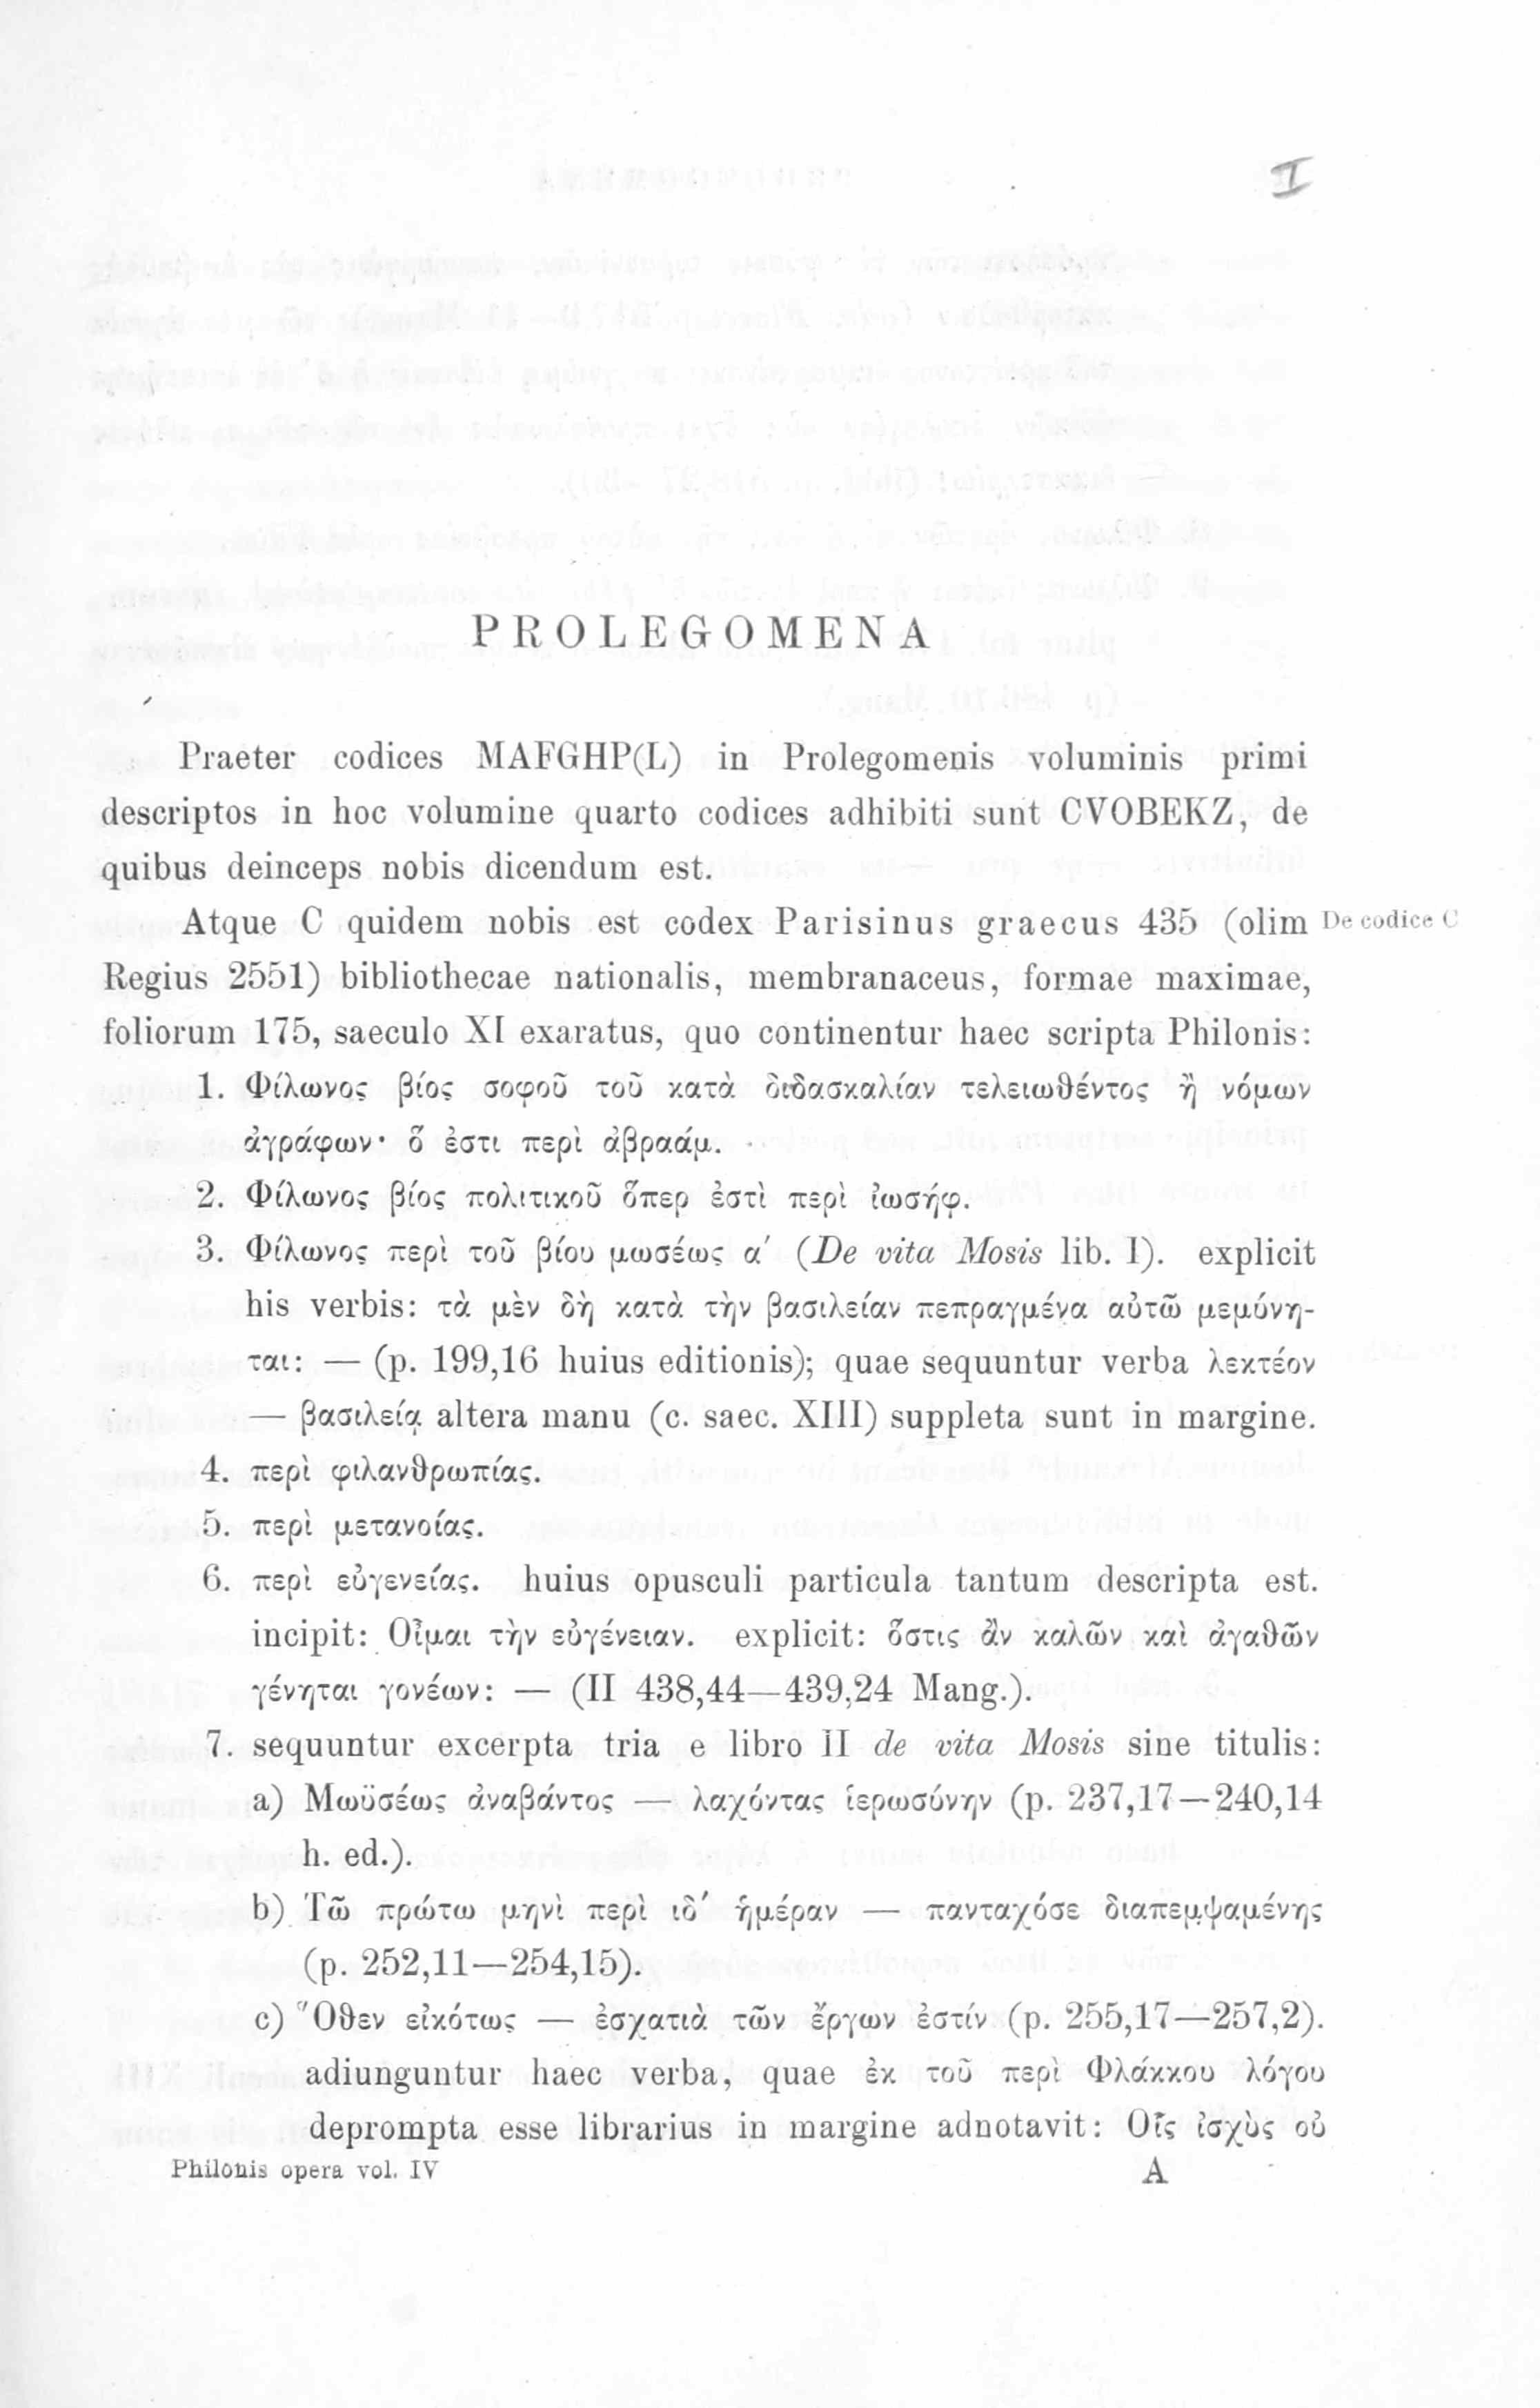 I
PROLEGOMENA
Praeter codices MAFGHP(L) in Prolegomenis voluminis primi
descriptos in hoc volumine quarto codices adhibiti sunt CVOBEKZ, de
quibus deinceps nobis dicendum est.
Atque C quidem nobis est codex Parisinus graecus 435 (olim De codice C
Regius 2551) bibliothecae nationalis, membranaceus, formae maximae,
foliorum 175, saeculo XI exaratus, quo continentur haec scripta Philonis:
1. Φίλωνος βίος σοφοῦ τοῦ κατὰ διδασκαλίαν τελειωθέντος ἢ νόμων
ἀγράφων· ὅ ἐστι περὶ ἀβραάμ.
2. Φίλωνος βίος πολιτικοῦ ὅπερ ἐστὶ περὶ ἰωσήφ.
3. Φίλωνος περὶ τοῦ βίου μωσέως α′ (De vita Mosis lib. I). explicit
his verbis: τὰ μὲν δὴ κατὰ τὴν βασιλείαν πεπραγμένα αὐτῶ μεμύνη-
ται: — (p. 199,16 huius editionis); quae sequuntur verba λεκτέον
— βασιλείᾳ altera manu (c. saec. XIII) suppleta sunt in margine.
4. περὶ φιλανθρωπίας.
5. περὶ μετανοίας.
6. περὶ εὐγενείας. huius opusculi particula tantum descripta est.
incipit: Οἶμαι τὴν εὐγένειαν. explicit: ὅστις ἂν καλῶν καὶ ἀγαθῶν
γένηται γονέων: — (II 438,44—439,24 Mang.).
7. sequuntur excerpta tria e libro II de vita Mosis sine titulis:
a) Μωϋσέως ἀναβάντος — λαχόντας ἱερωσύνην (p. 237,17—240,14
h. ed.).
b) Τῶ πρώτω μηνὶ περὶ ιδ′ ἡμέραν — πανταχόσε διαπεμψαμένης
(p. 252,11—254,15).
c) Ὅθεν εἰκότως — ἐσχατιὰ τῶν ἔργων ἐστίν (p. 255,17—257,2).
adiunguntur haec verba, quae ἐκ τοῦ περὶ Φλάκκου λόγου
deprompta esse librarius in margine adnotavit: Οἷς ἰσχὺς οὐ
Philonis opera vol. IV A